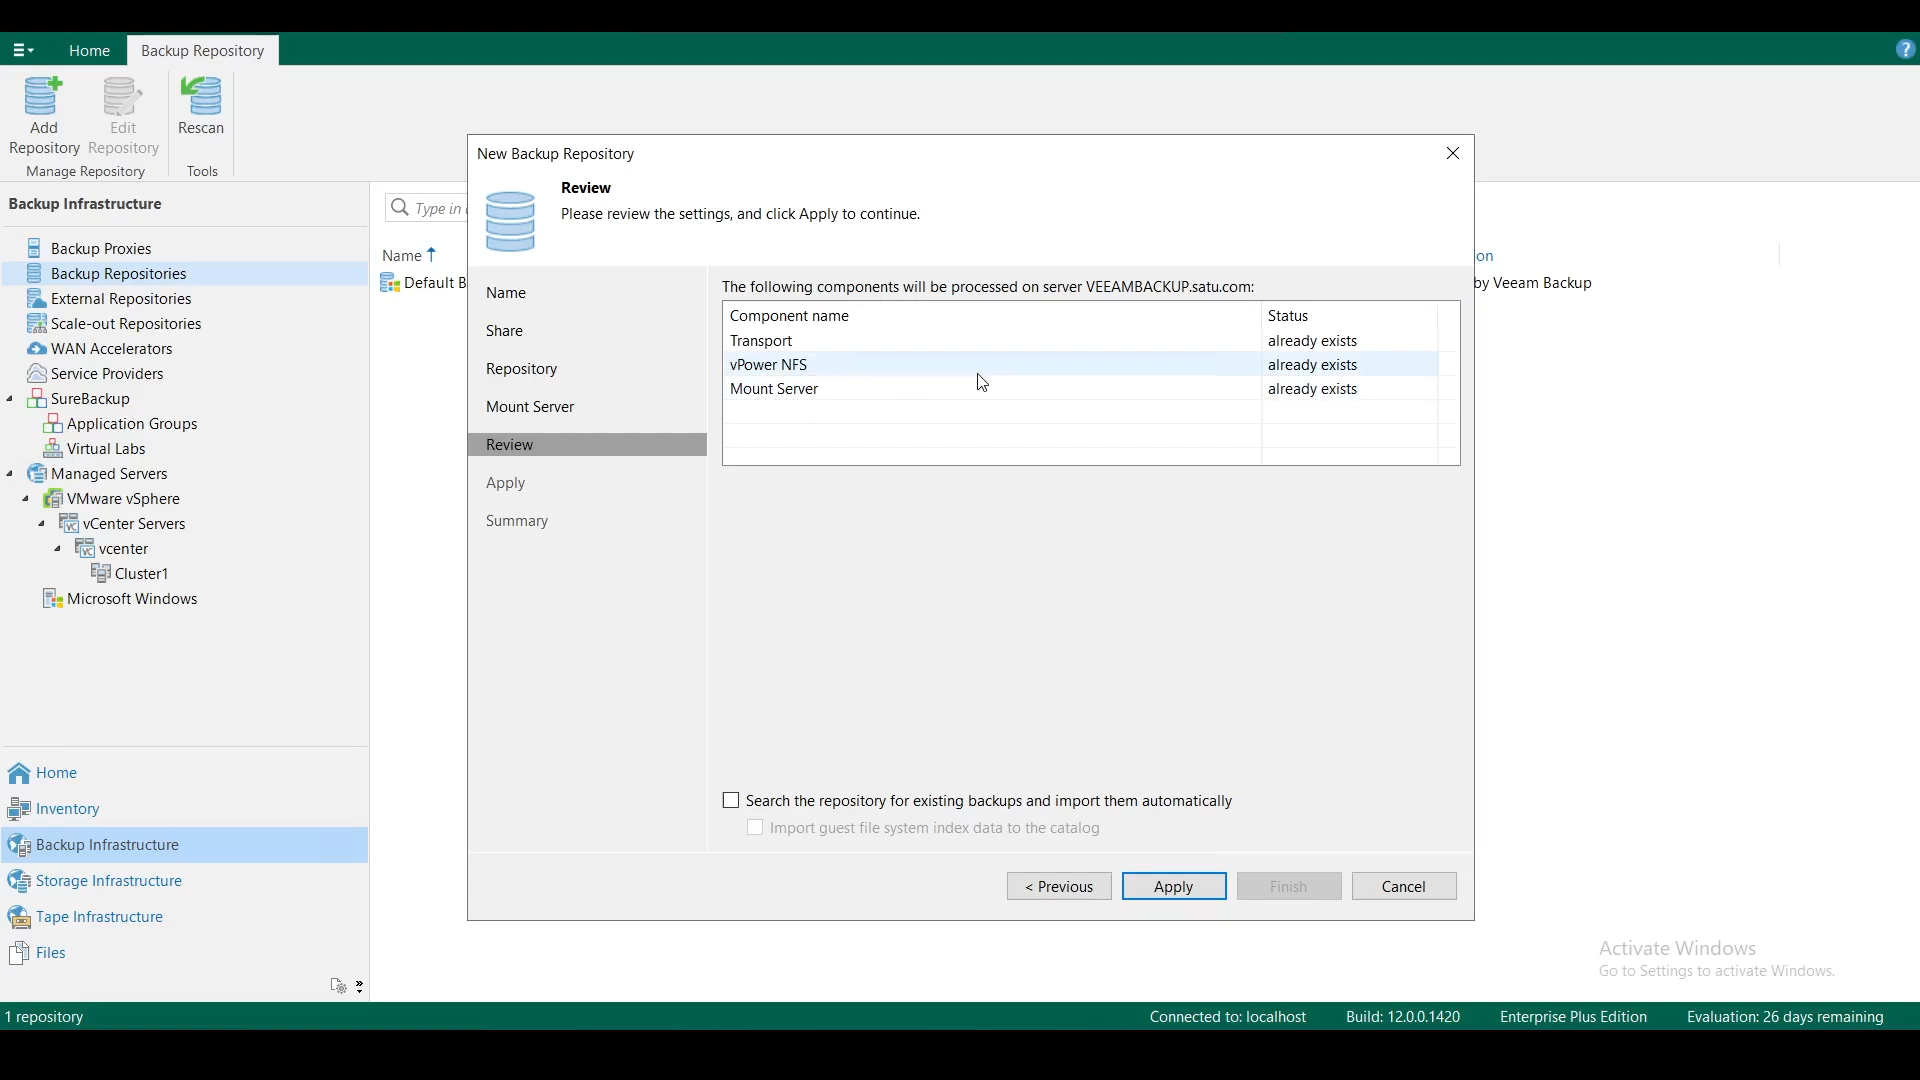 Home
Backup Repository
Add
Repository
Edit
Repository
Rescan
Manage Repository
Tools
Backup Infrastructure
Backup Proxies
Backup Repositories
External Repositories
Scale-out Repositories
WAN Accelerators
Service Providers
SureBackup
Application Groups
Virtual Labs
Managed Servers
VMware vSphere
vCenter Servers
vcenter
Cluster1
Microsoft Windows
Home
Inventory
Backup Infrastructure
Storage Infrastructure
Tape Infrastructure
Files
Type in
Name
Default B
on
by Veeam Backup
New Backup Repository
Review
Please review the settings, and click Apply to continue.
Name
Share
Repository
Mount Server
Review
Apply
Summary
The following components will be processed on server VEEAMBACKUP.satu.com:
Component name Status
Transport already exists
vPower NFS already exists
Mount Server already exists
Search the repository for existing backups and import them automatically
Import guest file system index data to the catalog
< Previous Apply Finish Cancel
Activate Windows
Go to Settings to activate Windows.
1 repository Connected to: localhost Build: 12.0.0.1420 Enterprise Plus Edition Evaluation: 26 days remaining